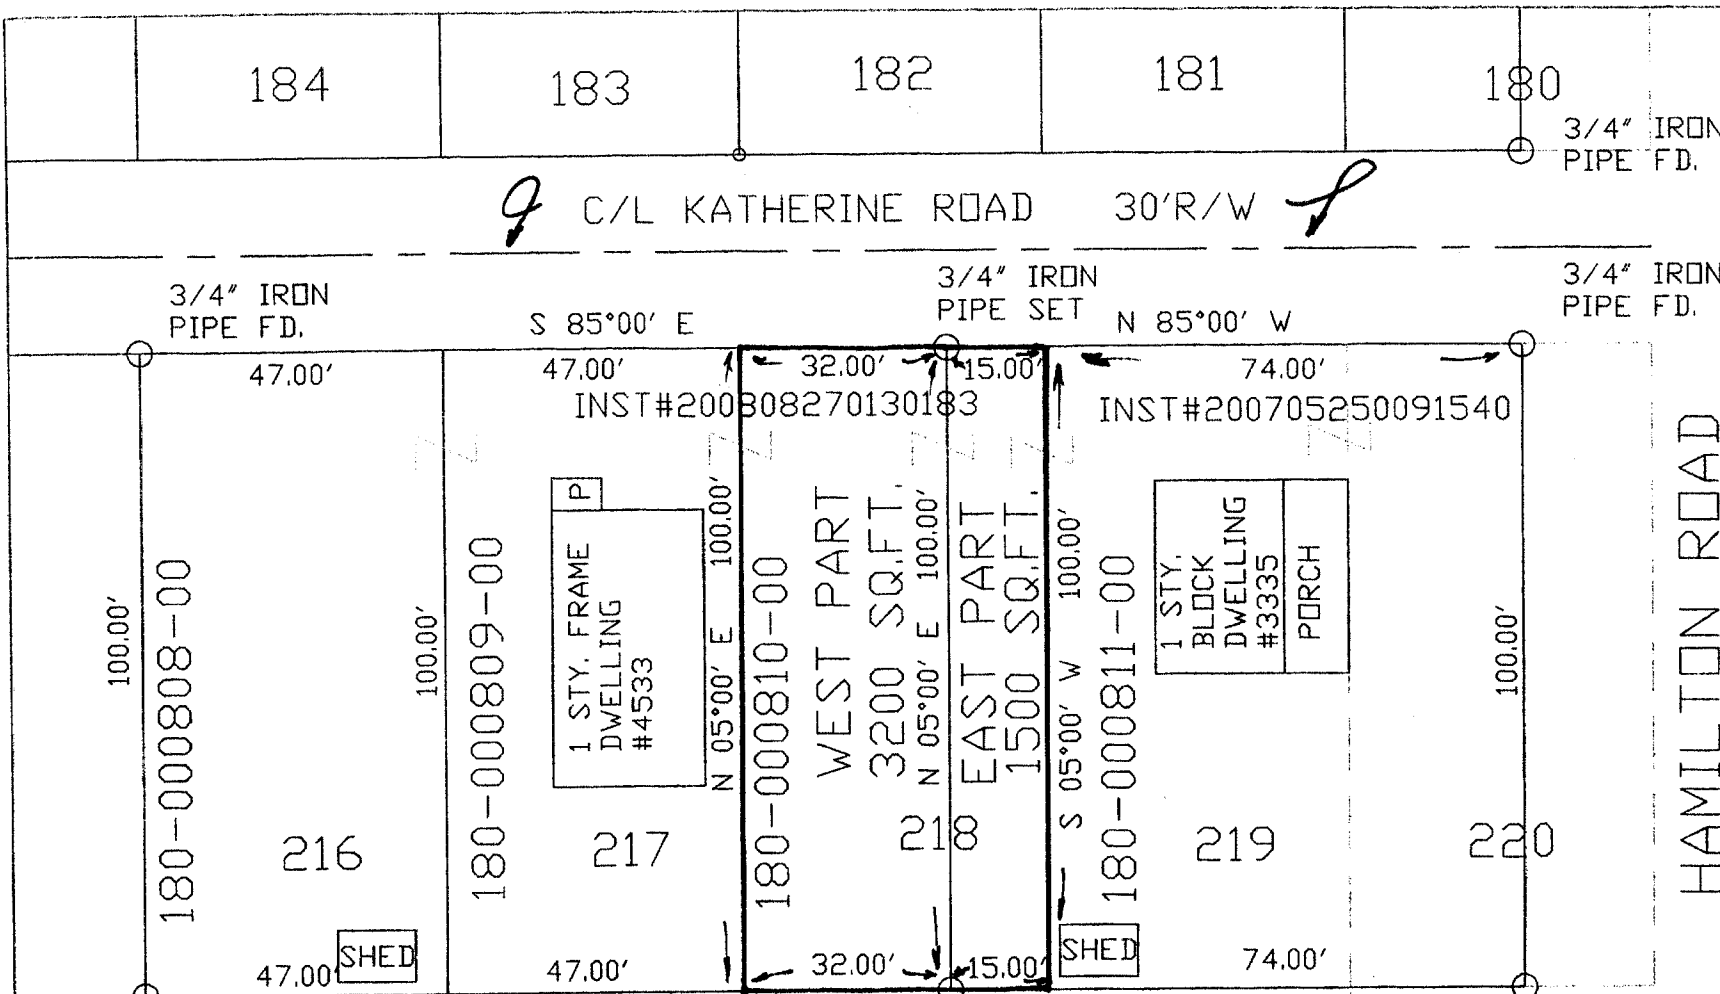 184
183
182
181
180
3/4" IRON
PIPE FD.
C/L KATHERINE ROAD 30'R/W
3/4" IRON
PIPE FD.
S 85°00' E
3/4" IRON
PIPE SET
N 85°00' W
3/4" IRON
PIPE FD.
47.00'
47.00'
32.00'
15.00'
74.00'
INST#200808270130183
INST#200705250091540
100.00'
180-000808-00
100.00'
180-000809-00
P
1 STY. FRAME
DWELLING
#4533
N 05°00' E 100.00'
180-000810-00
WEST PART
3200 SQ.FT.
N 05°00' E 100.00'
EAST PART
1500 SQ.FT.
S 05°00' W 100.00'
180-000811-00
1 STY.
BLOCK
DWELLING
#3335
PORCH
100.00'
HAMILTON ROAD
216
217
218
219
220
SHED
SHED
47.00'
47.00'
32.00'
15.00'
74.00'